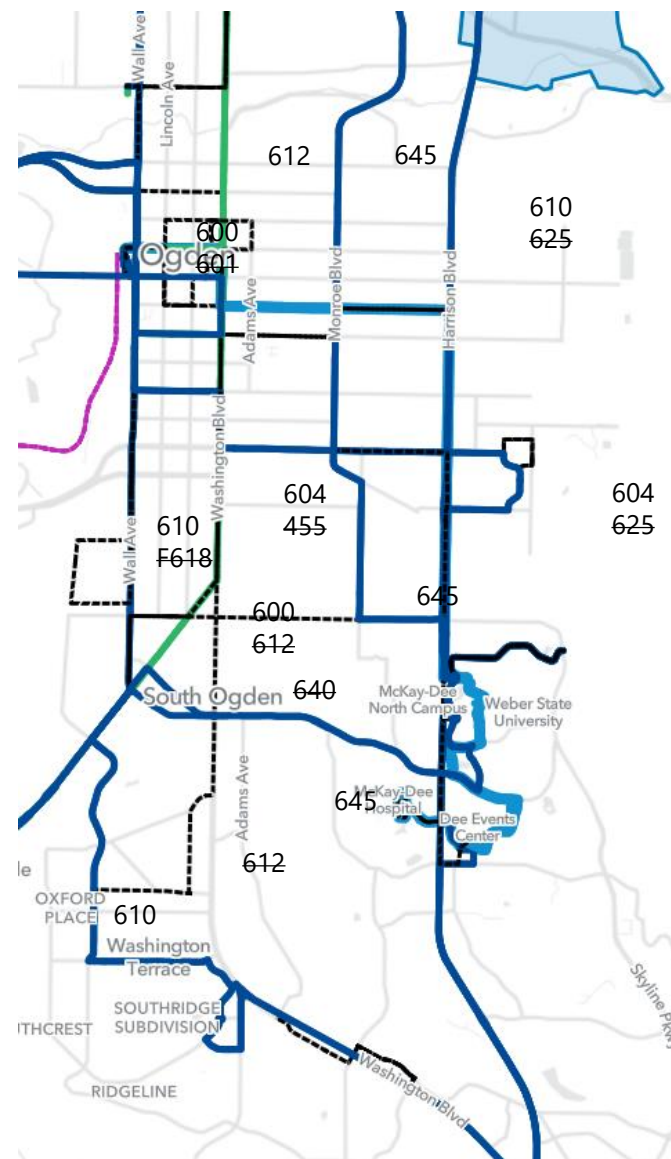 Wall Ave
Lincoln Ave
612
645
610
625
600
Ogden
601
Adams Ave
Monroe Blvd
Harrison Blvd
Washington Blvd
604
455
604
625
610
F618
Wall Ave
645
600
612
640
South Ogden
McKay-Dee
North Campus
Weber State
University
Adams Ave
645
McKay-Dee
Hospital
Dee Events
Center
612
le
OXFORD
PLACE
610
Washington
Terrace
Skyline Pkwy
SOUTHRIDGE
SUBDIVISION
UTHCREST
RIDGELINE
Washington Blvd